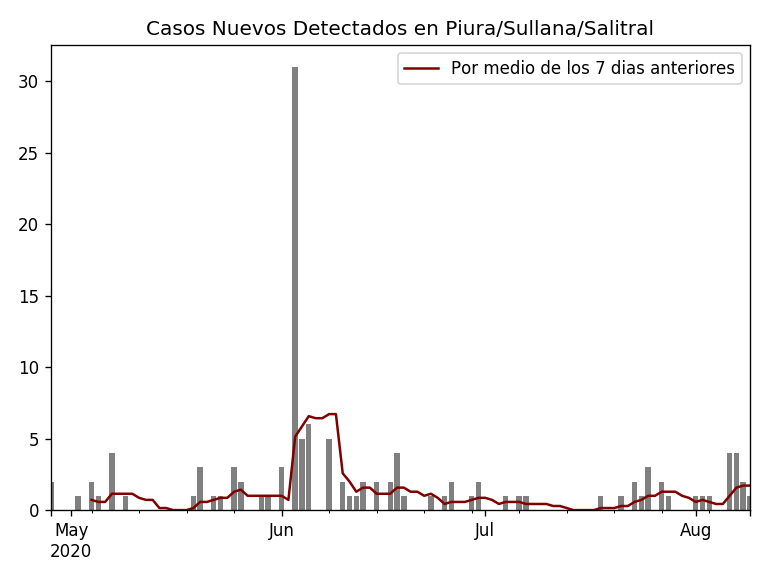 Casos Nuevos Detectados en Piura/Sullana/Salitral
Por medio de los 7 dias anteriores
30
25
20
15
10
5
0
May
Jun
Jul
Aug
2020